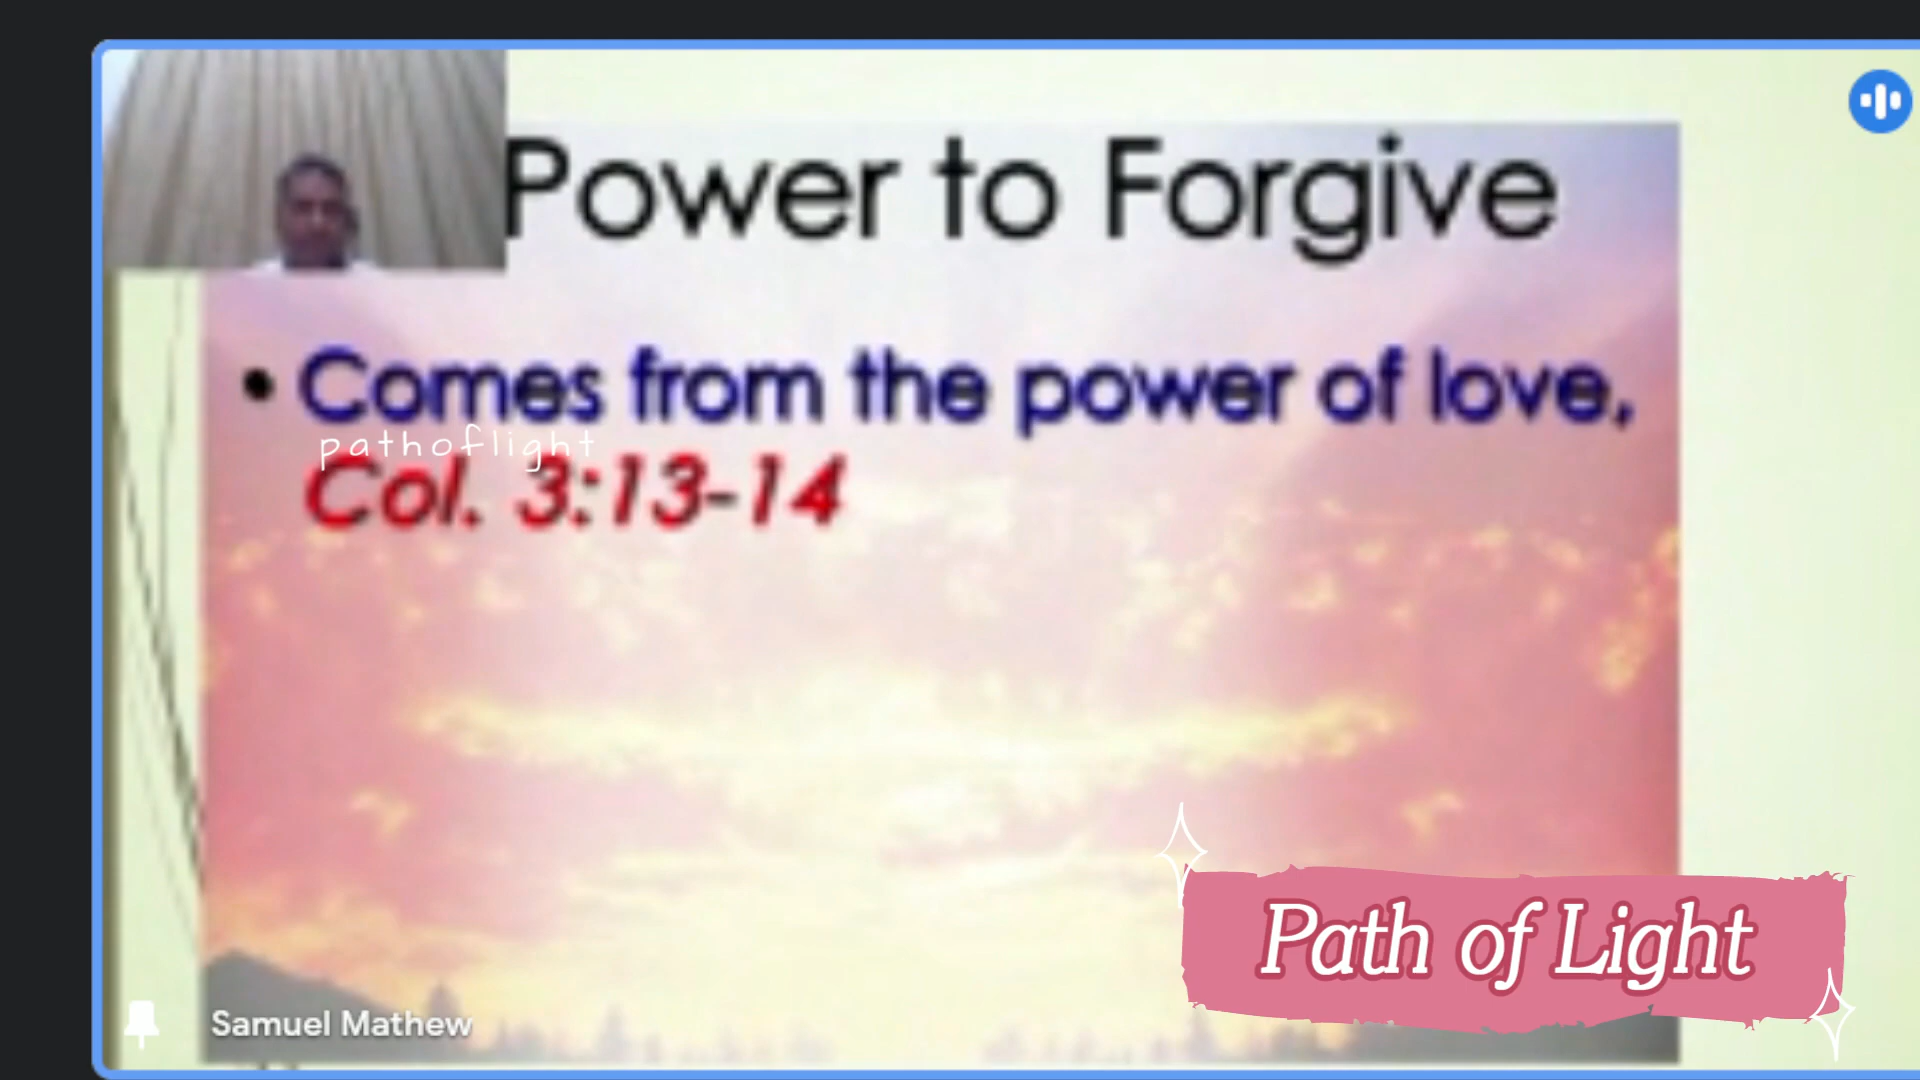 Power to Forgive
• Comes from the power of love,
pathoflight
Col. 3:13-14
Path of Light
Samuel Mathew